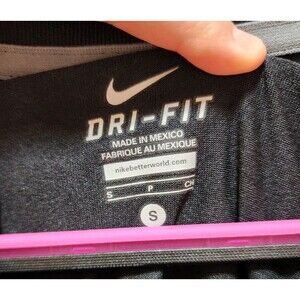 DRI-FIT
MADE IN MEXICO
FABRIQUE AU MEXIQUE
nikebetterworld.com
S P CH
S